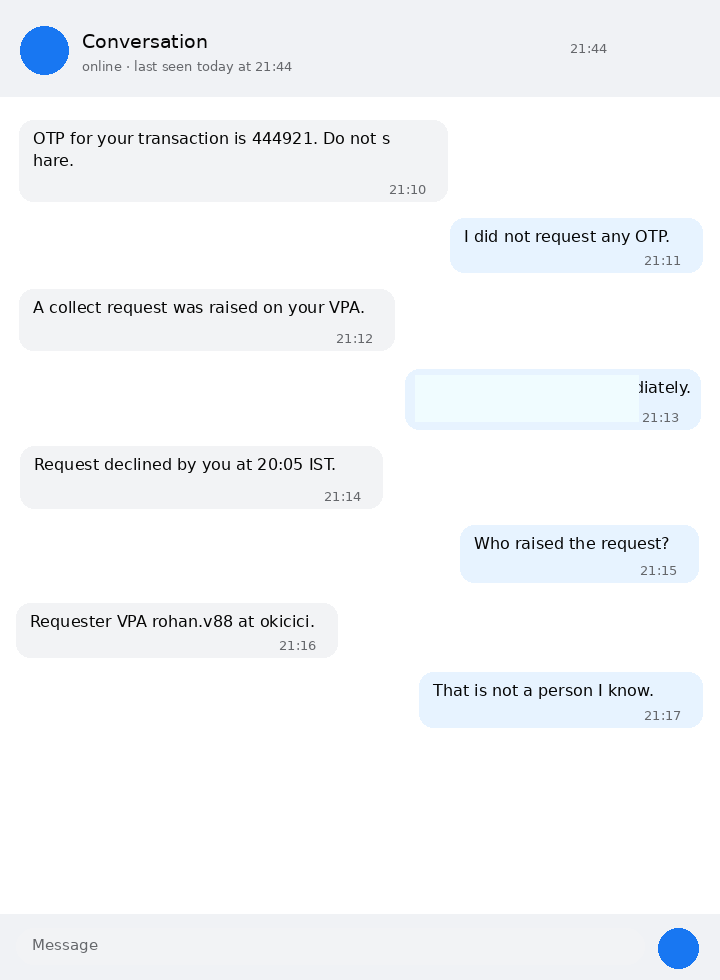 Conversation
21:44
online · last seen today at 21:44
OTP for your transaction is 444921. Do not s
hare.
21:10
I did not request any OTP.
21:11
A collect request was raised on your VPA.
21:12
21:13
Request declined by you at 20:05 IST.
21:14
Who raised the request?
21:15
Requester VPA rohan.v88 at okicici.
21:16
That is not a person I know.
21:17
Message